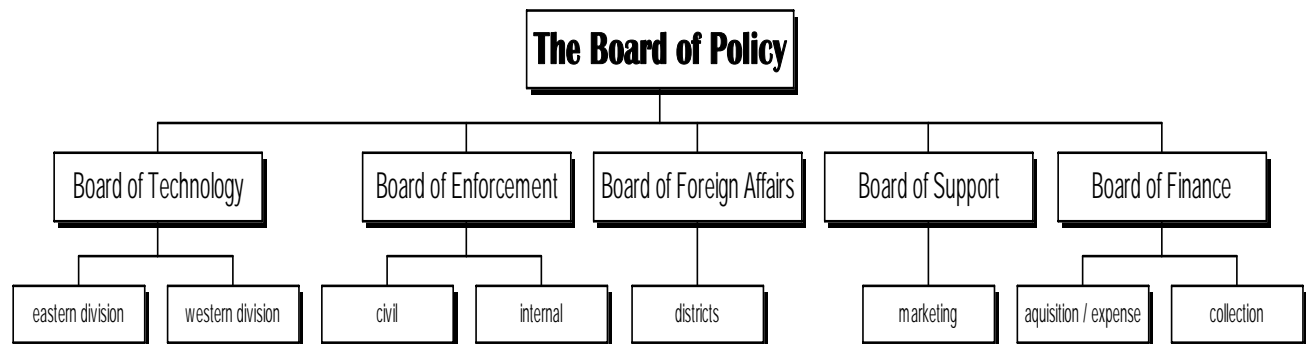 The Board of Policy
Board of Technology
Board of Enforcement
Board of Foreign Affairs
Board of Support
Board of Finance
eastern division
western division
civil
internal
districts
marketing
aquisition / expense
collection